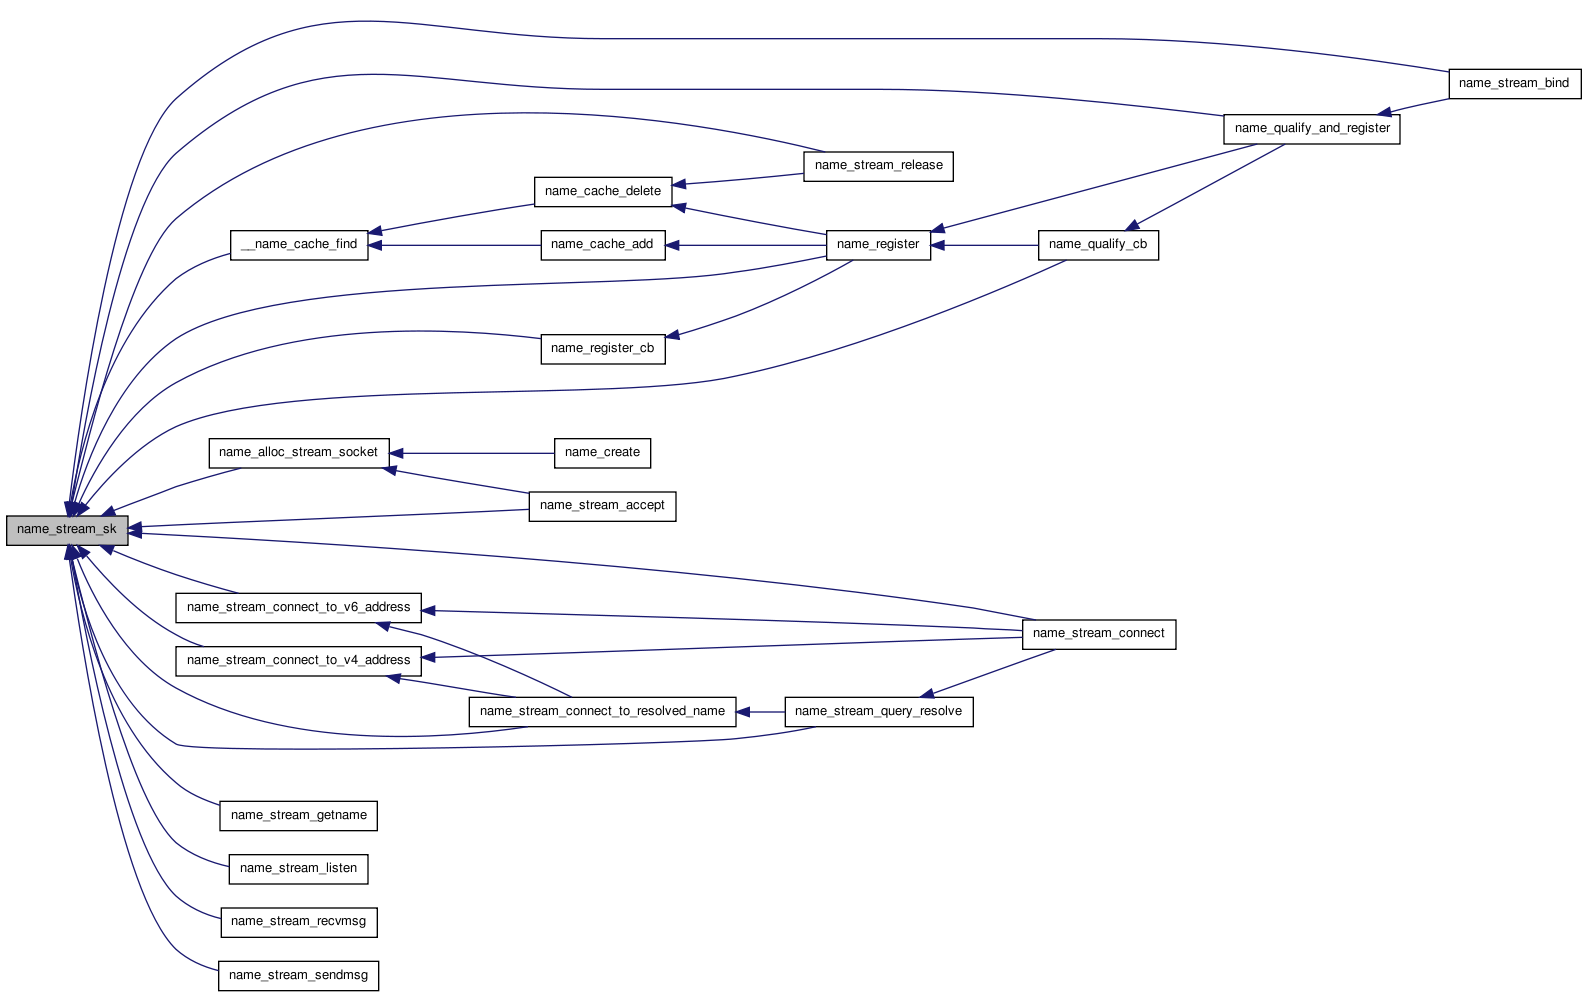 name_stream_bind
name_qualify_and_register
name_stream_release
name_cache_delete
__name_cache_find
name_cache_add
name_register
name_qualify_cb
name_register_cb
name_alloc_stream_socket
name_create
name_stream_accept
name_stream_sk
name_stream_connect_to_v6_address
name_stream_connect
name_stream_connect_to_v4_address
name_stream_connect_to_resolved_name
name_stream_query_resolve
name_stream_getname
name_stream_listen
name_stream_recvmsg
name_stream_sendmsg